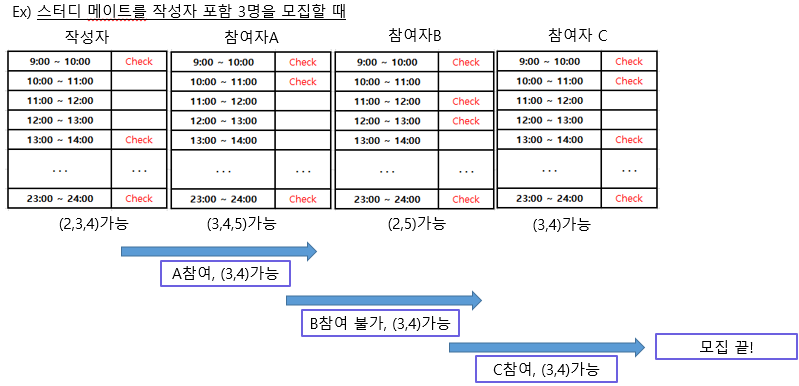 Ex) 스터디 메이트를 작성자 포함 3명을 모집할 때
작성자
9:00 ~ 10:00 Check
10:00 ~ 11:00
11:00 ~ 12:00
12:00 ~ 13:00
13:00 ~ 14:00 Check
... ...
23:00 ~ 24:00 Check
(2,3,4)가능
참여자A
9:00 ~ 10:00 Check
10:00 ~ 11:00 Check
11:00 ~ 12:00
12:00 ~ 13:00
13:00 ~ 14:00
... ...
23:00 ~ 24:00 Check
(3,4,5)가능
참여자B
9:00 ~ 10:00 Check
10:00 ~ 11:00
11:00 ~ 12:00 Check
12:00 ~ 13:00 Check
13:00 ~ 14:00
... ...
23:00 ~ 24:00 Check
(2,5)가능
참여자 C
9:00 ~ 10:00 Check
10:00 ~ 11:00 Check
11:00 ~ 12:00
12:00 ~ 13:00
13:00 ~ 14:00 Check
... ...
23:00 ~ 24:00 Check
(3,4)가능
A참여, (3,4)가능
B참여 불가, (3,4)가능
C참여, (3,4)가능
모집 끝!